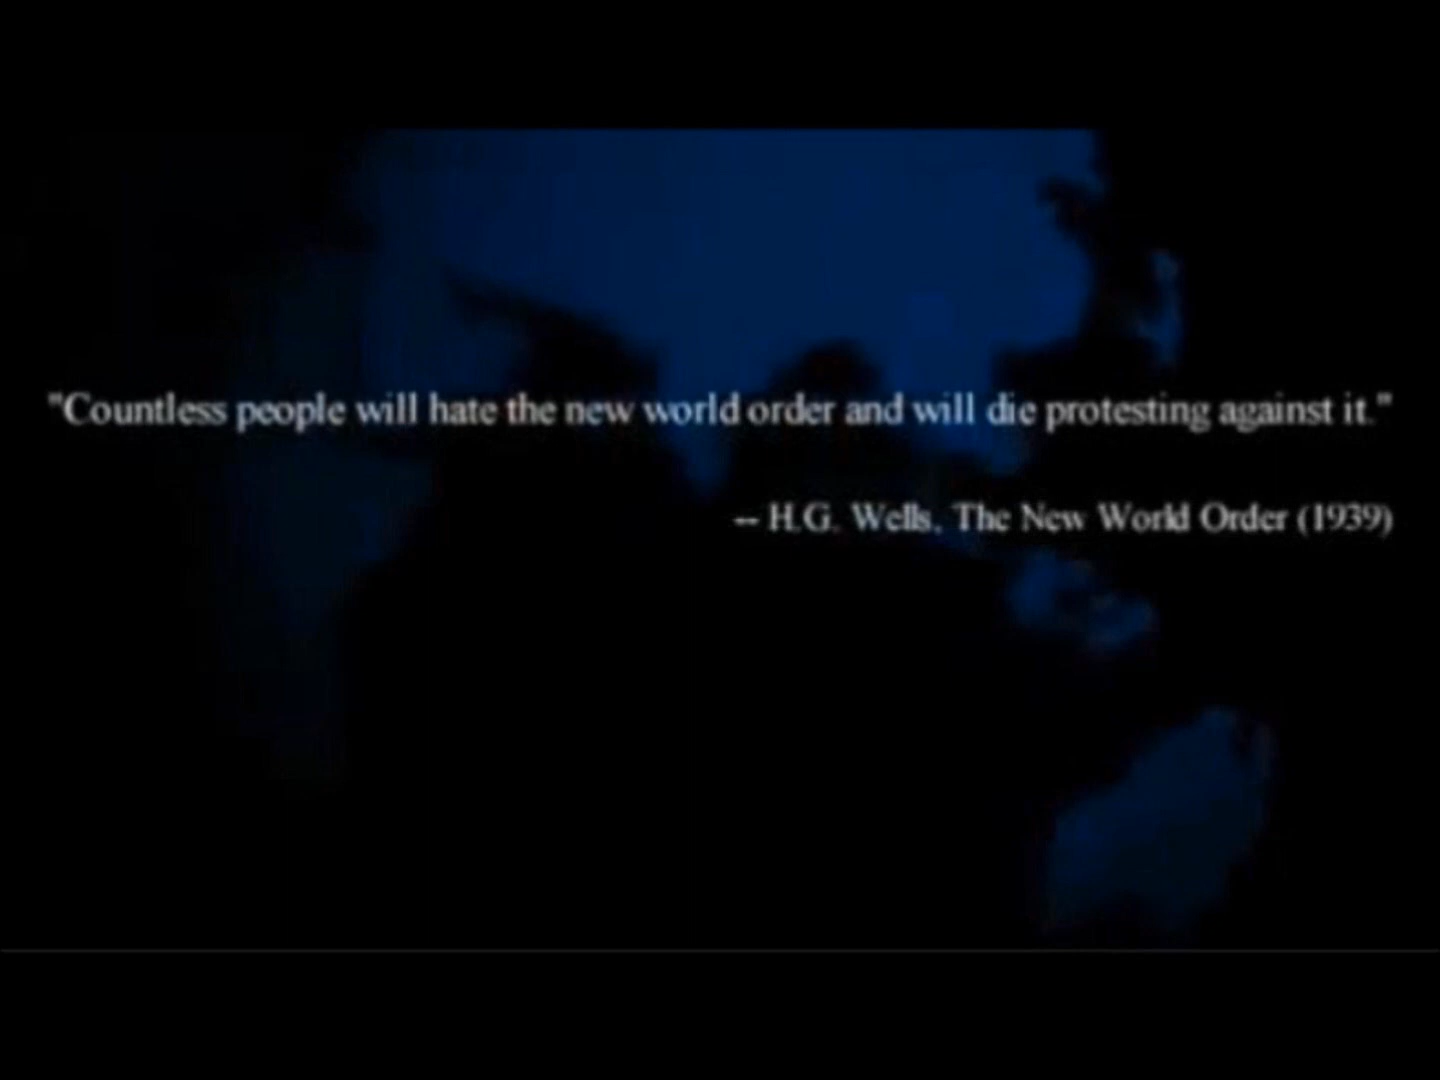 "Countless people will hate the new world order and will die protesting against it."
-- H.G. Wells, The New World Order (1939)